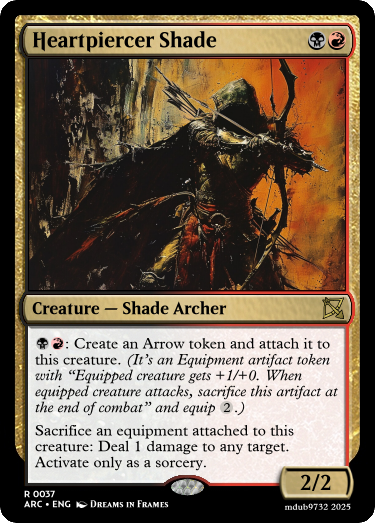 Heartpiercer Shade
Creature — Shade Archer
: Create an Arrow token and attach it to
this creature. (It's an Equipment artifact token
with “Equipped creature gets +1/+0. When
equipped creature attacks, sacrifice this artifact at
the end of combat” and equip 2.)
Sacrifice an equipment attached to this
creature: Deal 1 damage to any target.
Activate only as a sorcery.
2/2
R 0037
ARC • ENG Dreams in Frames
mdub9732 2025